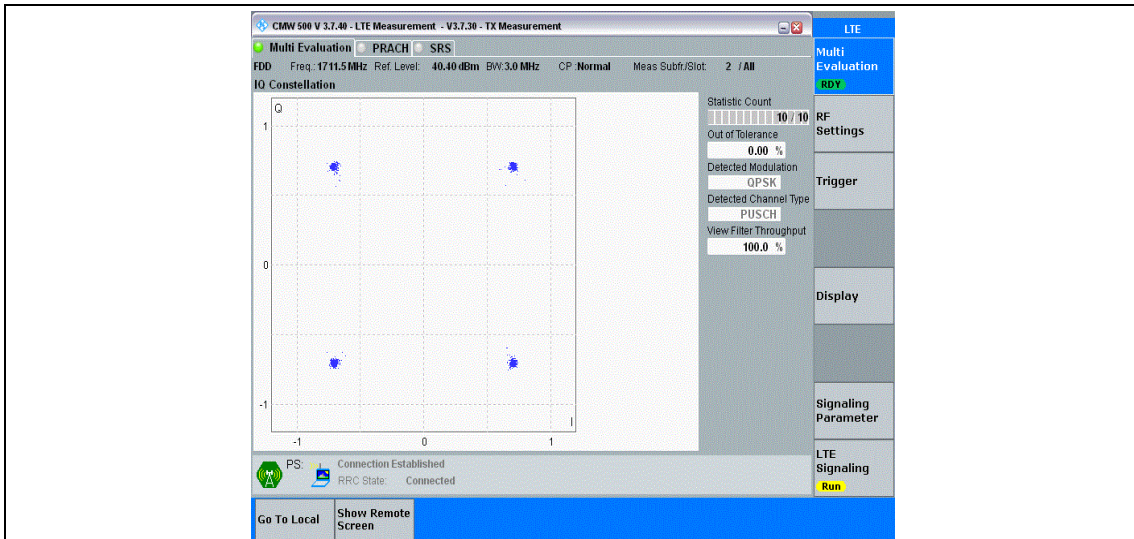 CMW 500 V 3.7.40 - LTE Measurement - V3.7.30 - TX Measurement
LTE
Multi Evaluation PRACH SRS
FDD Freq.: 1711.5 MHz Ref. Level: 40.40 dBm BW: 3.0 MHz CP :Normal Meas Subfr./Slot: 2 / All
IQ Constellation
Q
1
0
-1
-1 0 1
I
Statistic Count
10 / 10
Out of Tolerance
0.00 %
Detected Modulation
QPSK
Detected Channel Type
PUSCH
View Filter Throughput
100.0 %
Multi
Evaluation
RDY
RF
Settings
Trigger
Display
Signaling
Parameter
LTE
Signaling
Run
PS: Connection Established
RRC State: Connected
Go To Local
Show Remote
Screen